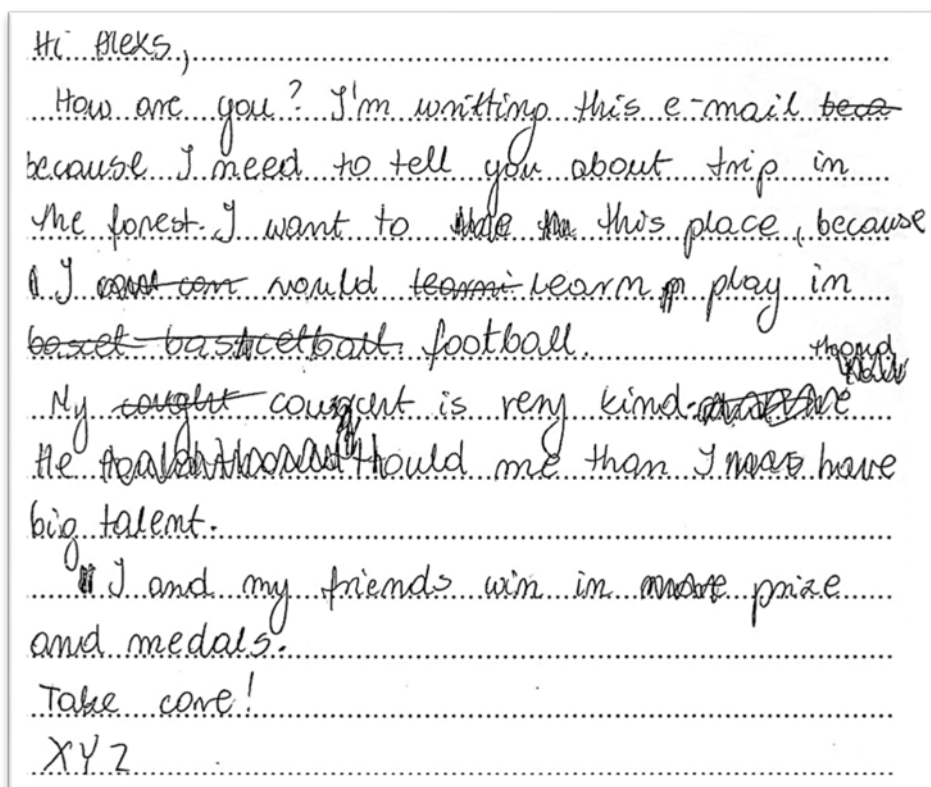 Hi Aleks,
How are you? I'm writting this e-mail
because I need to tell you about trip in
the forest. I want to this place, because
I would learn play in
football.
My cougcht is very kind.
He thould me than I have
big talent.
I and my friends win in prize
and medals.
Take care!
XYZ